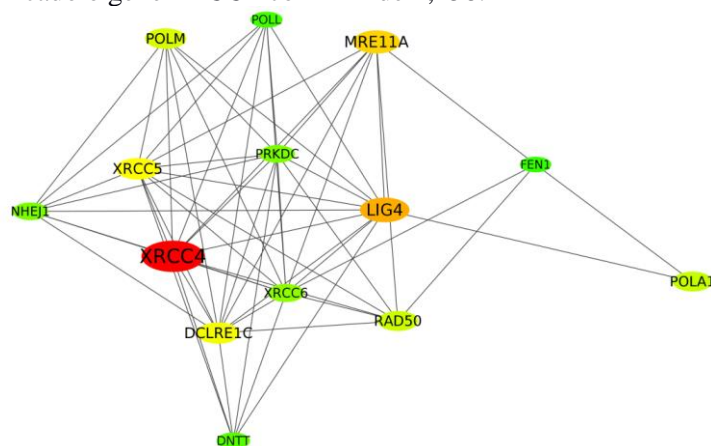 POLL
POLM
MRE11A
PRKDC
FEN1
XRCC5
NHEJ1
LIG4
XRCC4
POLA1
XRCC6
RAD50
DCLRE1C
DNTT